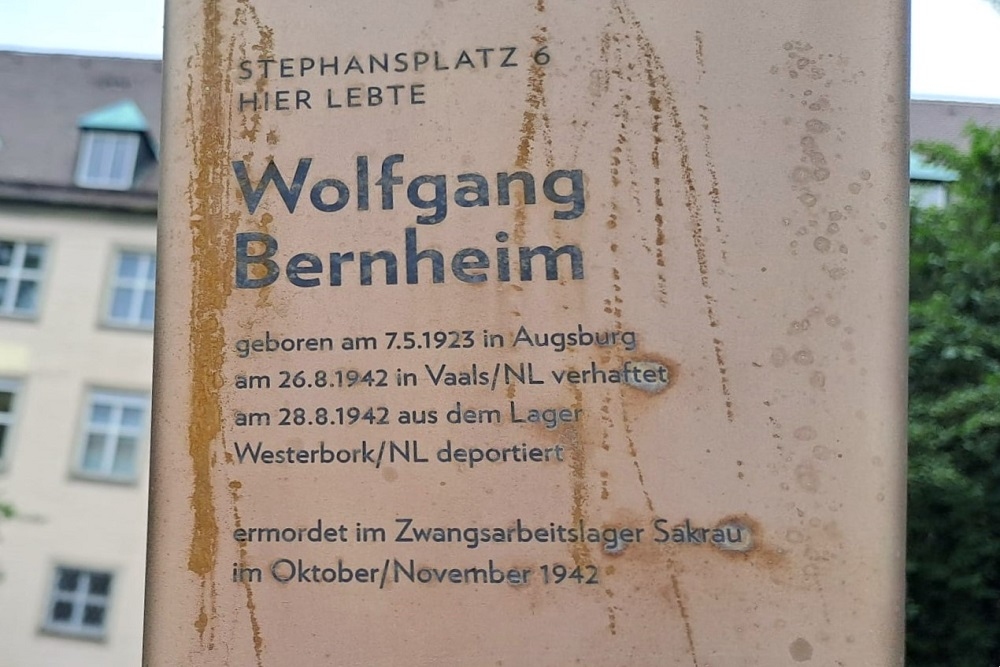 STEPHANSPLATZ 6
HIER LEBTE
Wolfgang
Bernheim
geboren am 7.5.1923 in Augsburg
am 26.8.1942 in Vaals/NL verhaftet
am 28.8.1942 aus dem Lager
Westerbork/NL deportiert
ermordet im Zwangsarbeitslager Sakrau
im Oktober/November 1942